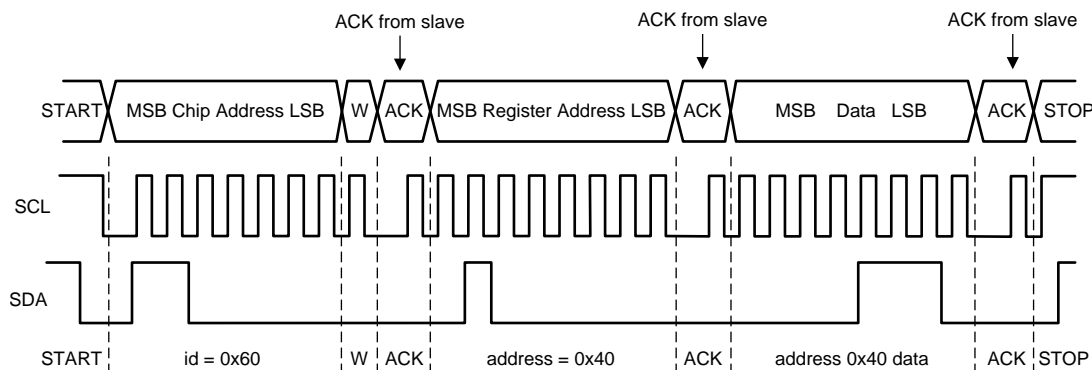 ACK from slave ACK from slave ACK from slave
START MSB Chip Address LSB W ACK MSB Register Address LSB ACK MSB Data LSB ACK STOP
SCL
SDA
START id = 0x60 W ACK address = 0x40 ACK address 0x40 data ACK STOP